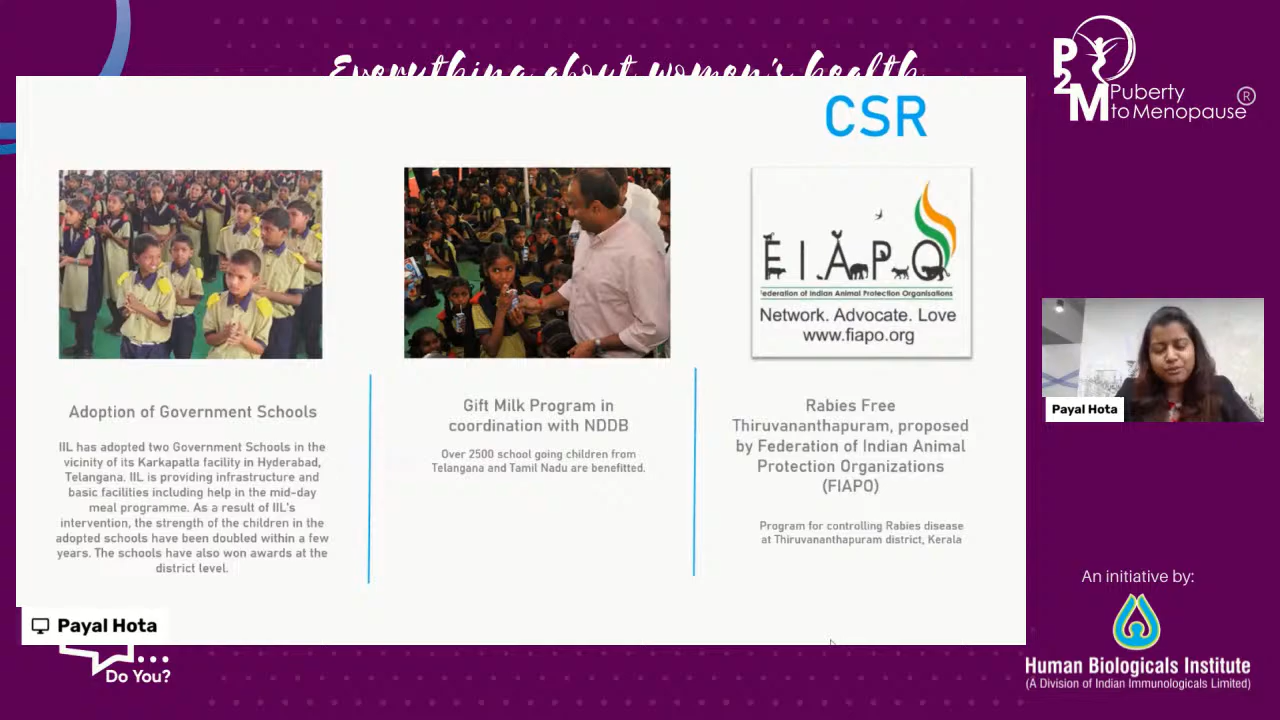 Everything about women's health
CSR
P2M Puberty
to Menopause ®
F.I.A.P.O
Federation of Indian Animal Protection Organisations
Network. Advocate. Love
www.fiapo.org
Adoption of Government Schools
IIL has adopted two Government Schools in the
vicinity of its Karkapatla facility in Hyderabad,
Telangana. IIL is providing infrastructure and
basic facilities including help in the mid-day
meal programme. As a result of IIL's
intervention, the strength of the children in the
adopted schools have been doubled within a few
years. The schools have also won awards at the
district level.
Gift Milk Program in
coordination with NDDB
Over 2500 school going children from
Telangana and Tamil Nadu are benefitted.
Rabies Free
Thiruvananthapuram, proposed
by Federation of Indian Animal
Protection Organizations
(FIAPO)
Program for controlling Rabies disease
at Thiruvananthapuram district, Kerala
Payal Hota
Payal Hota
Do You?
An initiative by:
Human Biologicals Institute
(A Division of Indian Immunologicals Limited)